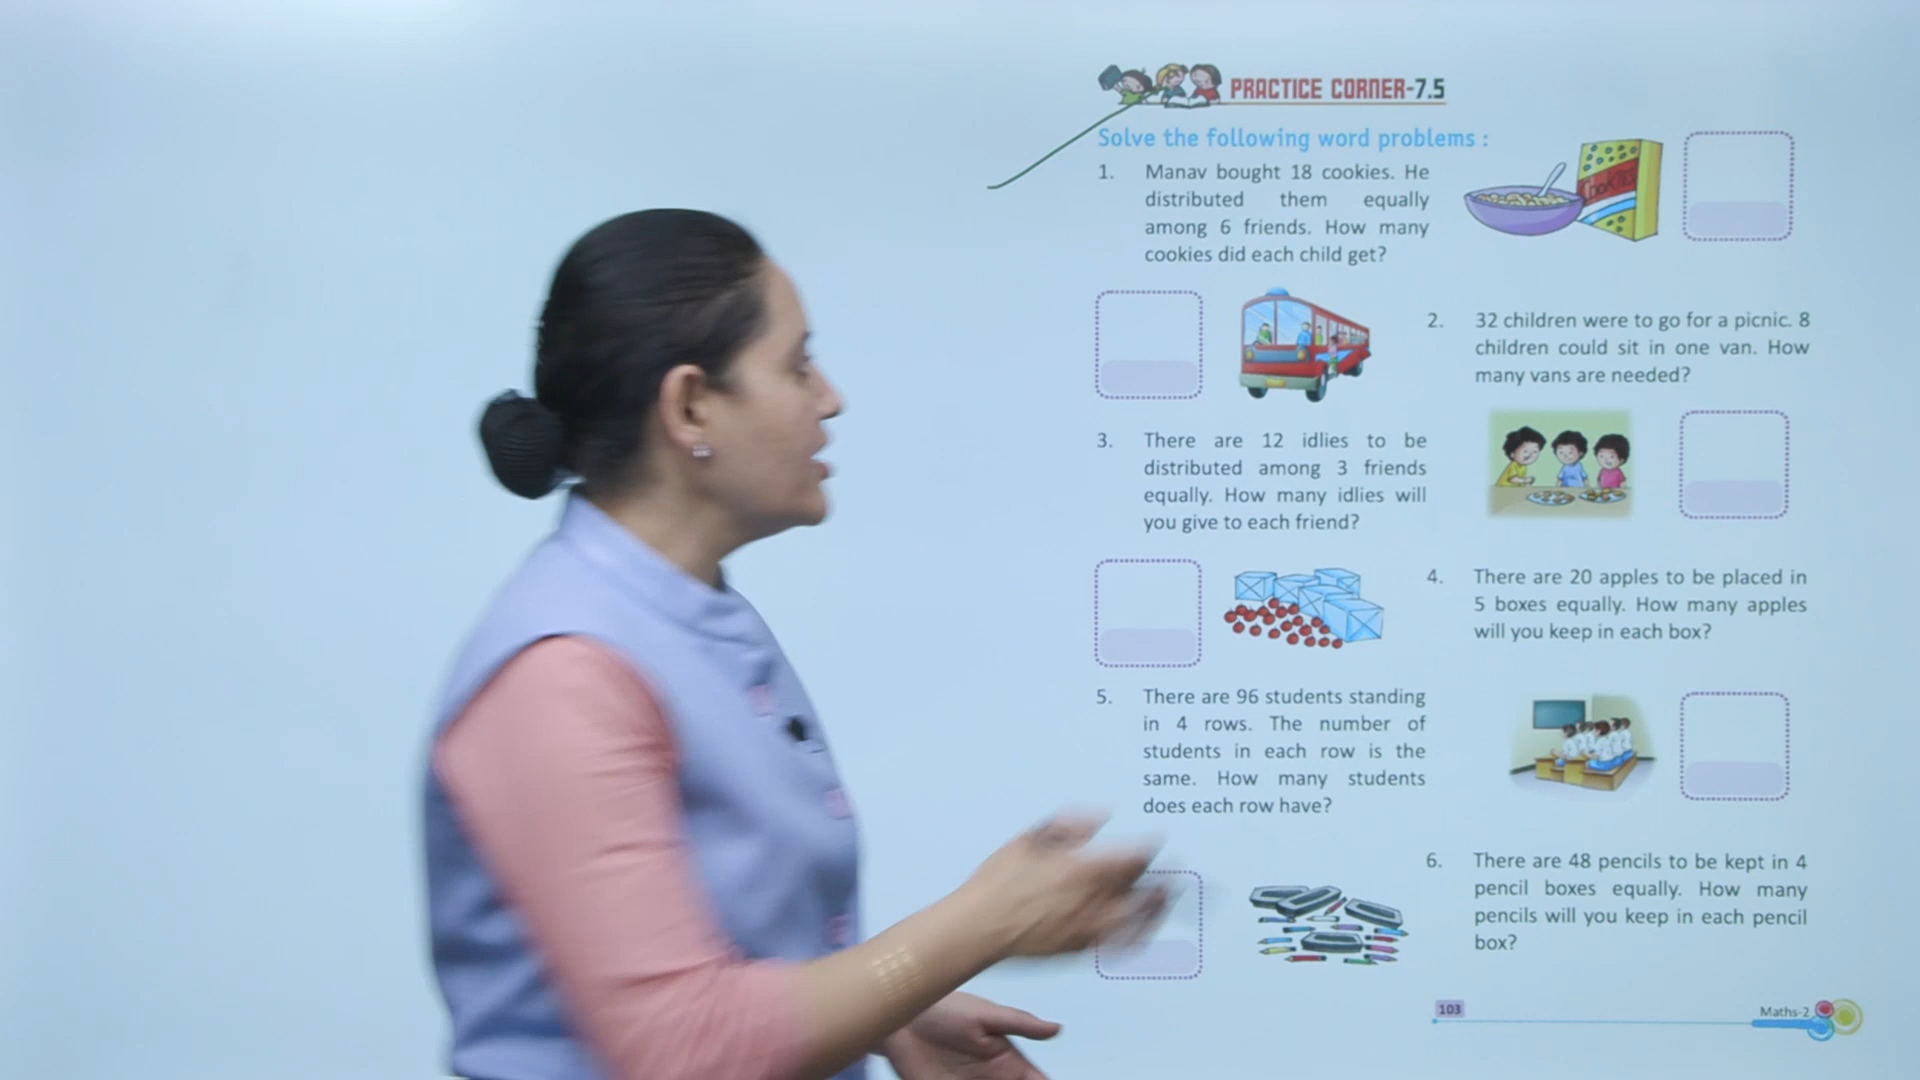 PRACTICE CORNER-7.5
Solve the following word problems :
1. Manav bought 18 cookies. He
distributed them equally
among 6 friends. How many
cookies did each child get?
Cookies
2. 32 children were to go for a picnic. 8
children could sit in one van. How
many vans are needed?
3. There are 12 idlies to be
distributed among 3 friends
equally. How many idlies will
you give to each friend?
4. There are 20 apples to be placed in
5 boxes equally. How many apples
will you keep in each box?
5. There are 96 students standing
in 4 rows. The number of
students in each row is the
same. How many students
does each row have?
6. There are 48 pencils to be kept in 4
pencil boxes equally. How many
pencils will you keep in each pencil
box?
103
Maths-2